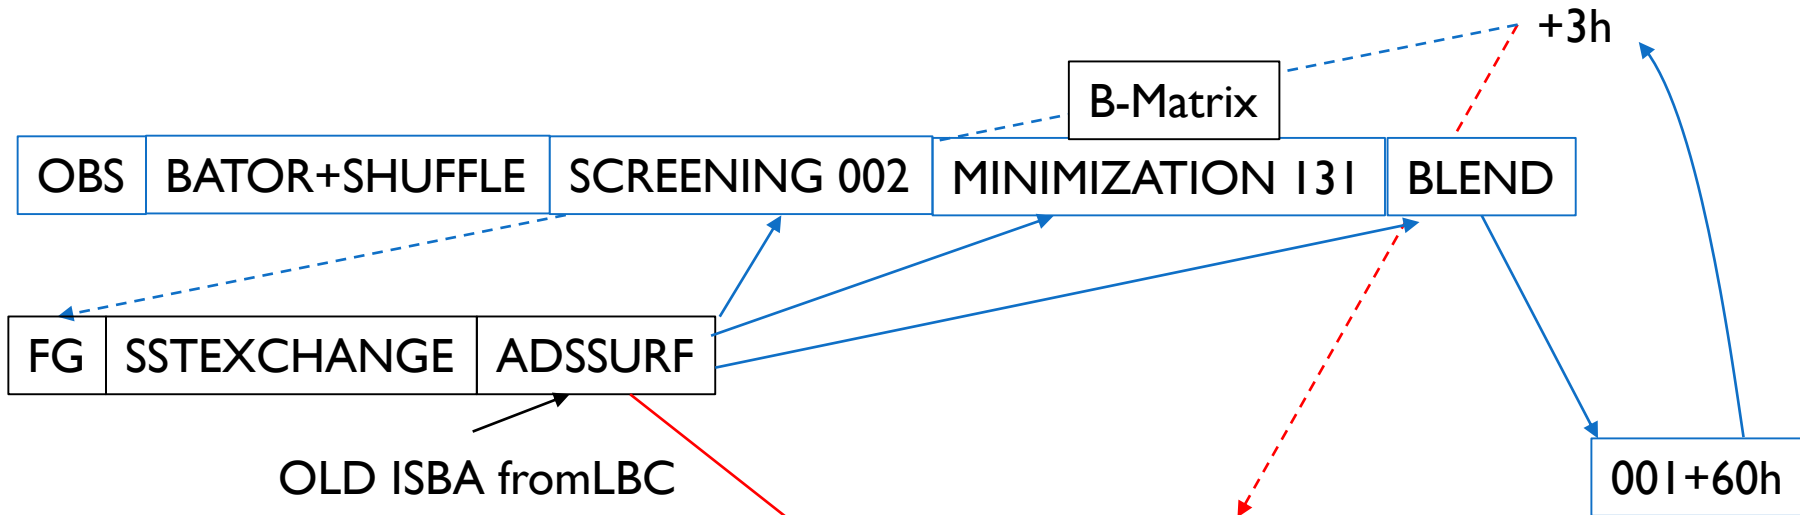 +3h
B-Matrix
OBS BATOR+SHUFFLE SCREENING 002 MINIMIZATION 131 BLEND
FG SSTEXCHANGE ADSSURF
OLD ISBA fromLBC
001+60h